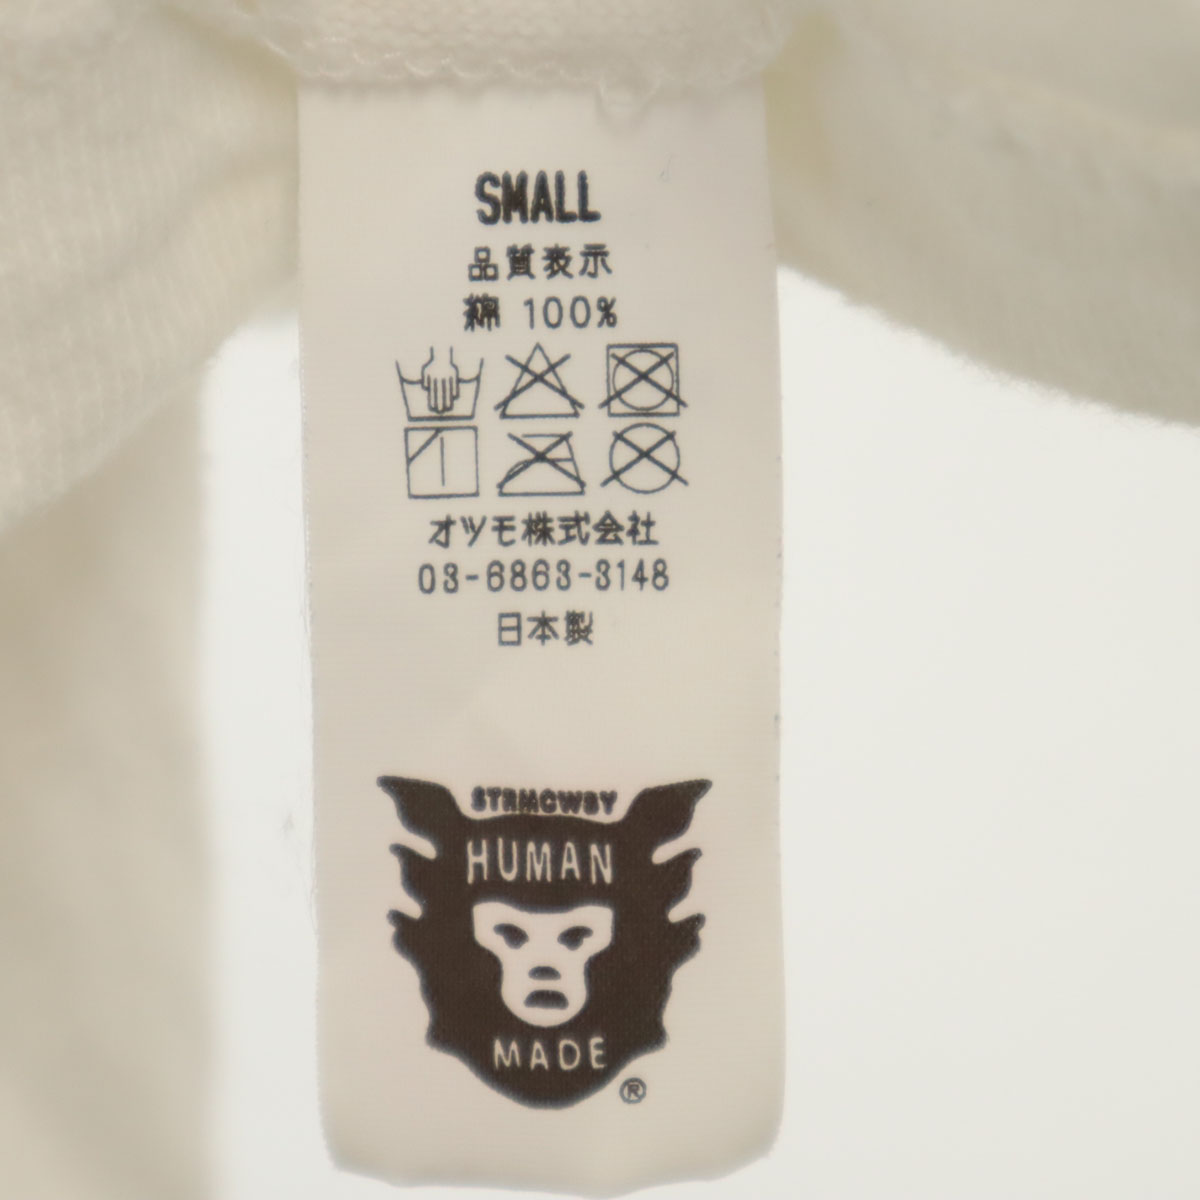 SMALL
品質表示
綿 100%
オツモ株式会社
03-6863-3148
日本製
STRMCWBY
HUMAN
MADE
®